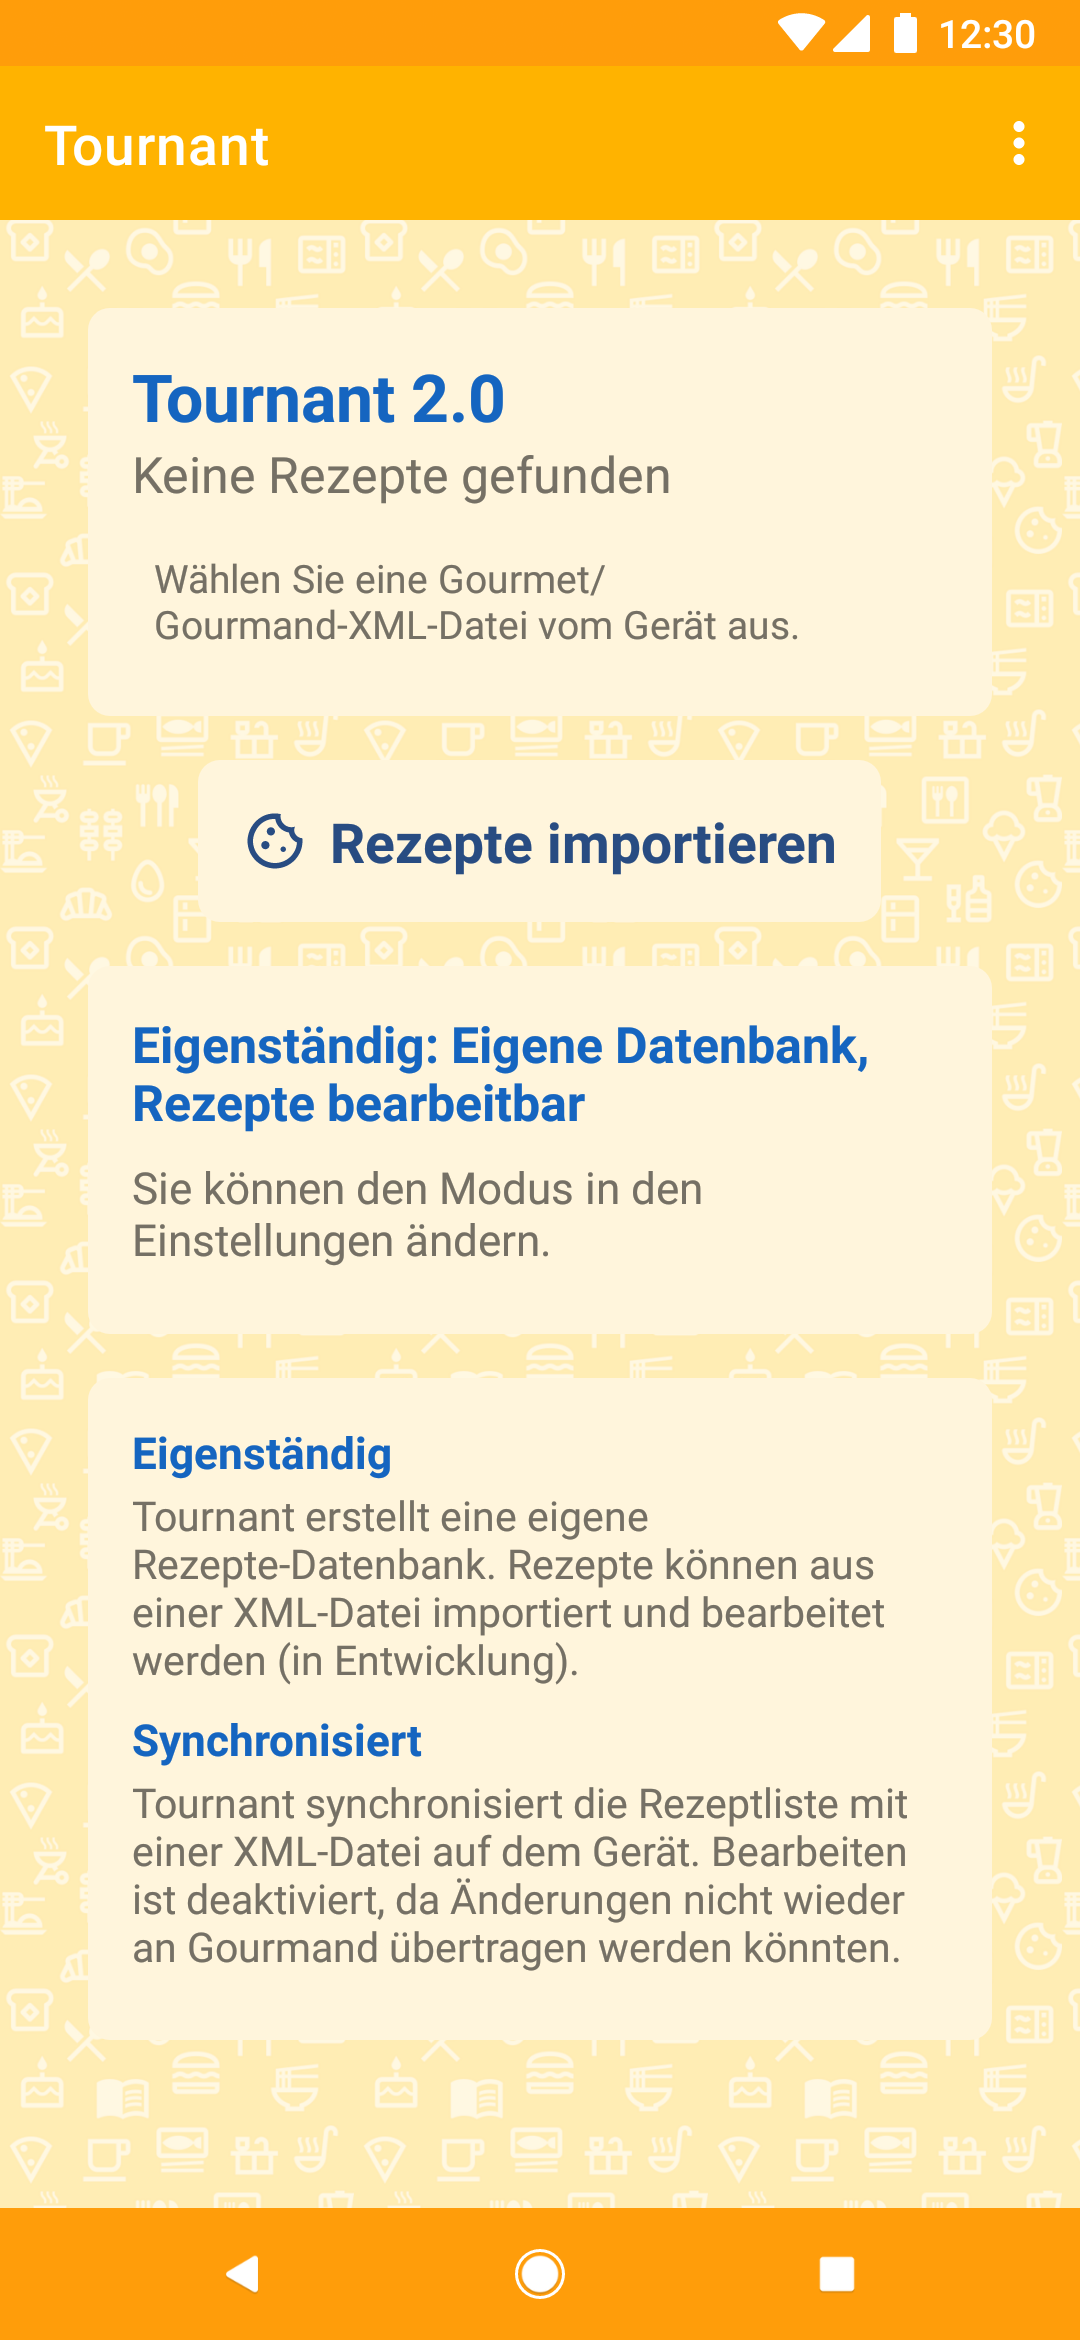 12:30
Tournant
Tournant 2.0
Keine Rezepte gefunden
Wählen Sie eine Gourmet/
Gourmand-XML-Datei vom Gerät aus.
Rezepte importieren
Eigenständig: Eigene Datenbank,
Rezepte bearbeitbar
Sie können den Modus in den
Einstellungen ändern.
Eigenständig
Tournant erstellt eine eigene
Rezepte-Datenbank. Rezepte können aus
einer XML-Datei importiert und bearbeitet
werden (in Entwicklung).
Synchronisiert
Tournant synchronisiert die Rezeptliste mit
einer XML-Datei auf dem Gerät. Bearbeiten
ist deaktiviert, da Änderungen nicht wieder
an Gourmand übertragen werden könnten.